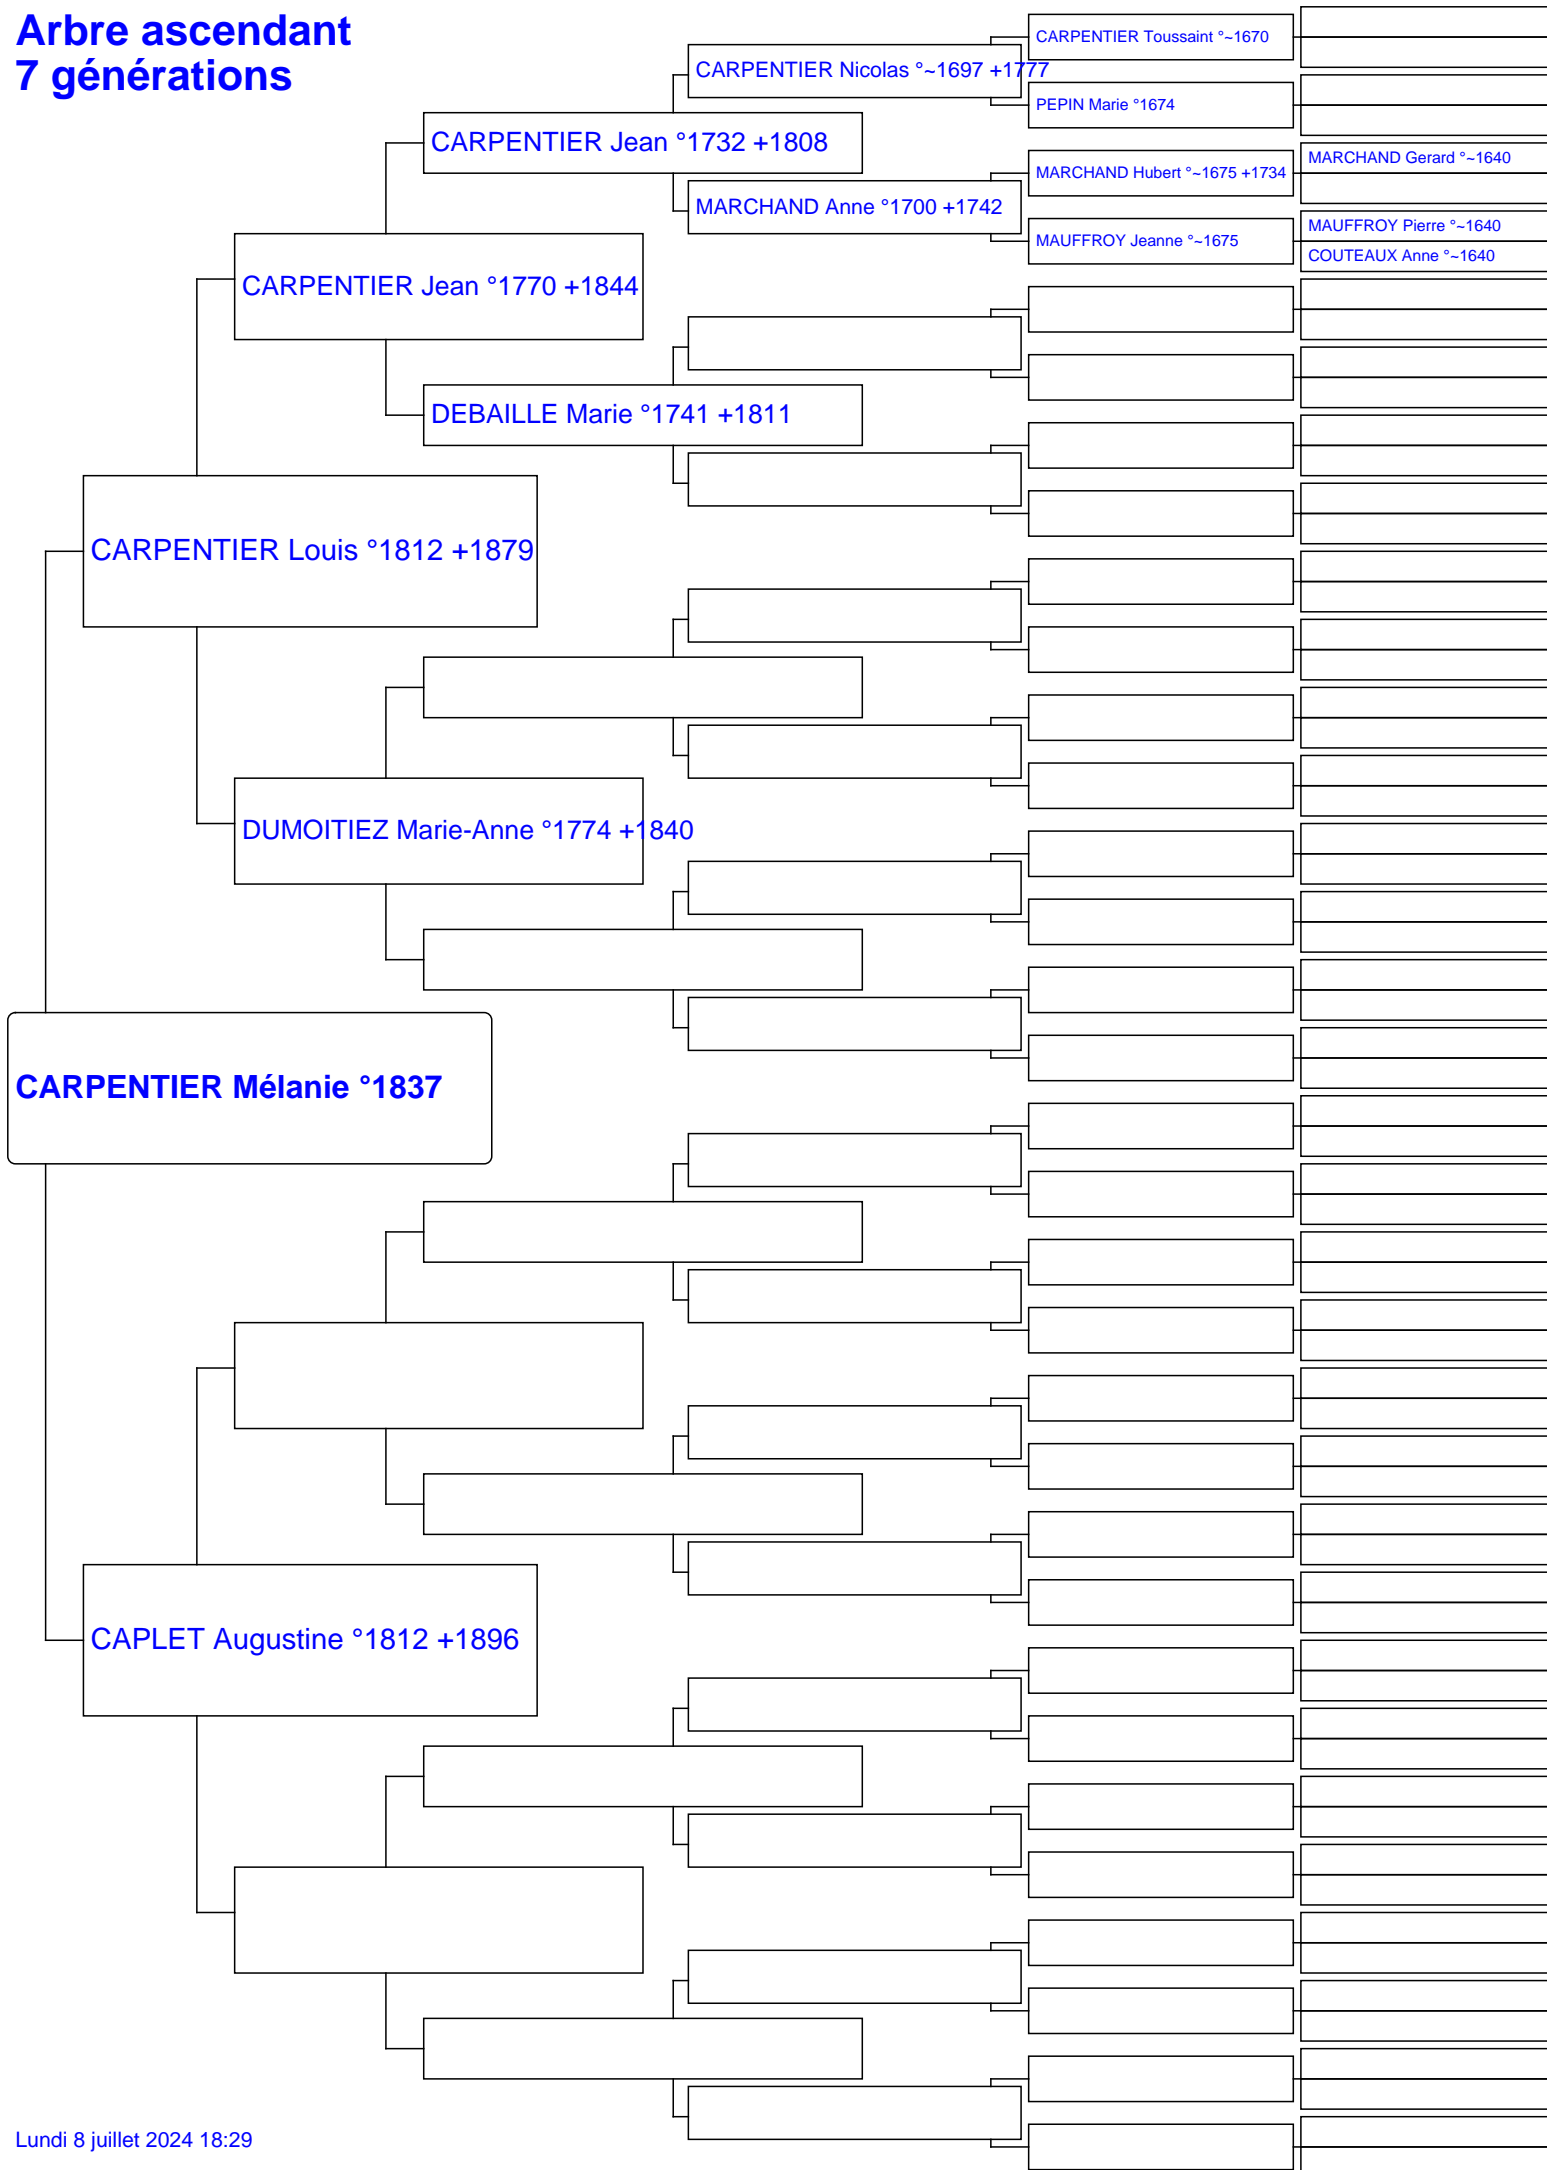 Arbre ascendant
7 générations
CARPENTIER Toussaint °~1670
CARPENTIER Nicolas °~1697 +1777
PEPIN Marie °1674
CARPENTIER Jean °1732 +1808
MARCHAND Gerard °~1640
MARCHAND Hubert °~1675 +1734
MARCHAND Anne °1700 +1742
MAUFFROY Pierre °~1640
MAUFFROY Jeanne °~1675
COUTEAUX Anne °~1640
CARPENTIER Jean °1770 +1844
DEBAILLE Marie °1741 +1811
CARPENTIER Louis °1812 +1879
DUMOITIEZ Marie-Anne °1774 +1840
CARPENTIER Mélanie °1837
CAPLET Augustine °1812 +1896
Lundi 8 juillet 2024 18:29